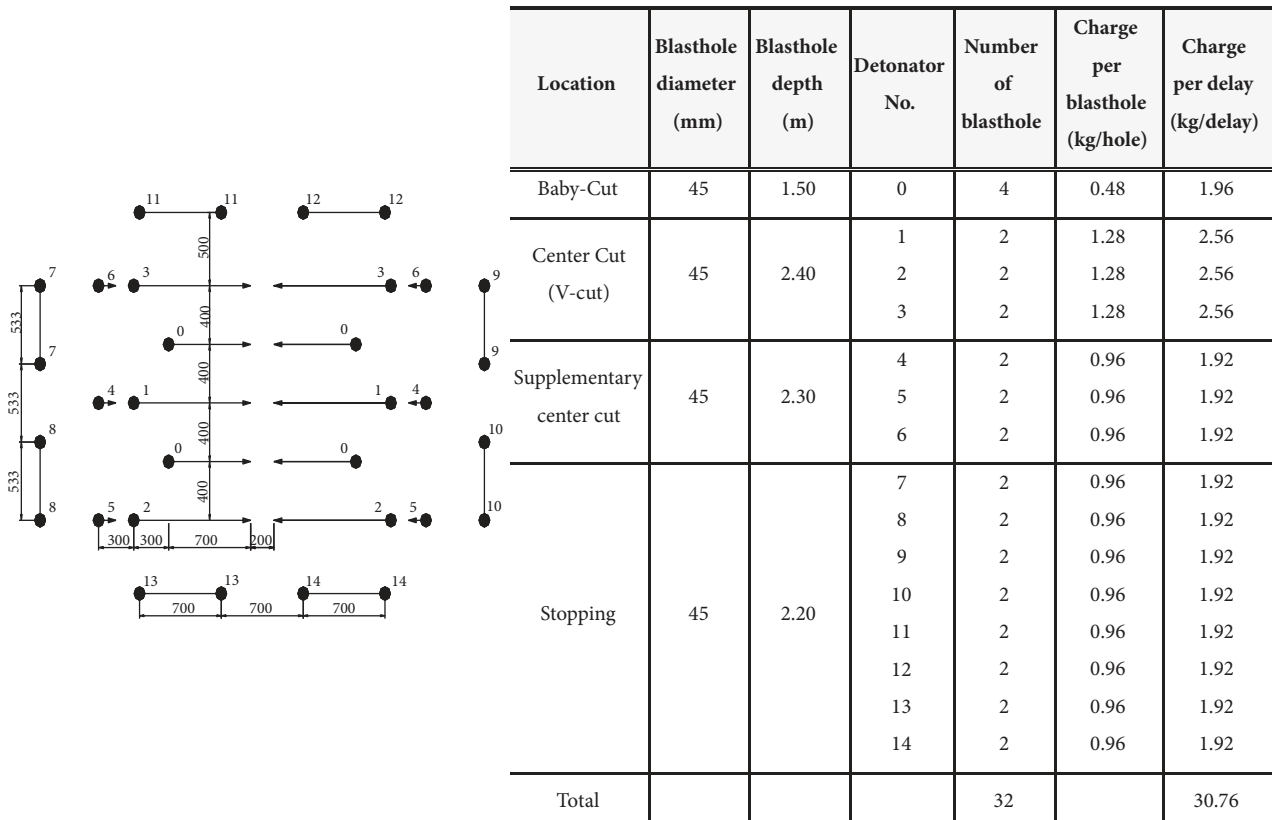 11 11 12 12
500
7 6 3 3 6 9
533 400
0 0
7 9
533 400
4 1 1 4
8 400 10
0 0
533 400
8 5 2 2 5 10
300 300 700 200
13 13 14 14
700 700 700
Location Blasthole diameter (mm) Blasthole depth (m) Detonator No. Number of blasthole Charge per blasthole (kg/hole) Charge per delay (kg/delay)
Baby-Cut 45 1.50 0 4 0.48 1.96
Center Cut (V-cut) 45 2.40 1 2 1.28 2.56
2 2 1.28 2.56
3 2 1.28 2.56
Supplementary center cut 45 2.30 4 2 0.96 1.92
5 2 0.96 1.92
6 2 0.96 1.92
Stopping 45 2.20 7 2 0.96 1.92
8 2 0.96 1.92
9 2 0.96 1.92
10 2 0.96 1.92
11 2 0.96 1.92
12 2 0.96 1.92
13 2 0.96 1.92
14 2 0.96 1.92
Total 32 30.76